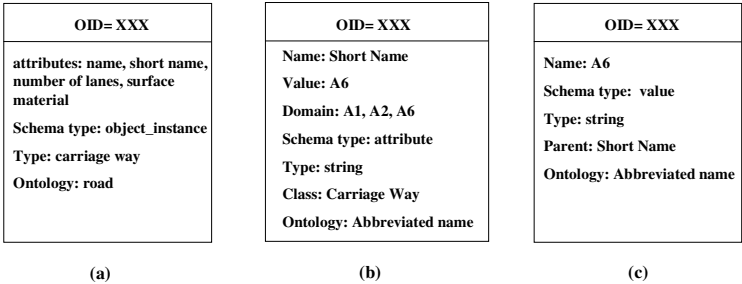 OID= XXX
attributes: name, short name,
number of lanes, surface
material
Schema type: object_instance
Type: carriage way
Ontology: road
(a)
OID= XXX
Name: Short Name
Value: A6
Domain: A1, A2, A6
Schema type: attribute
Type: string
Class: Carriage Way
Ontology: Abbreviated name
(b)
OID= XXX
Name: A6
Schema type: value
Type: string
Parent: Short Name
Ontology: Abbreviated name
(c)